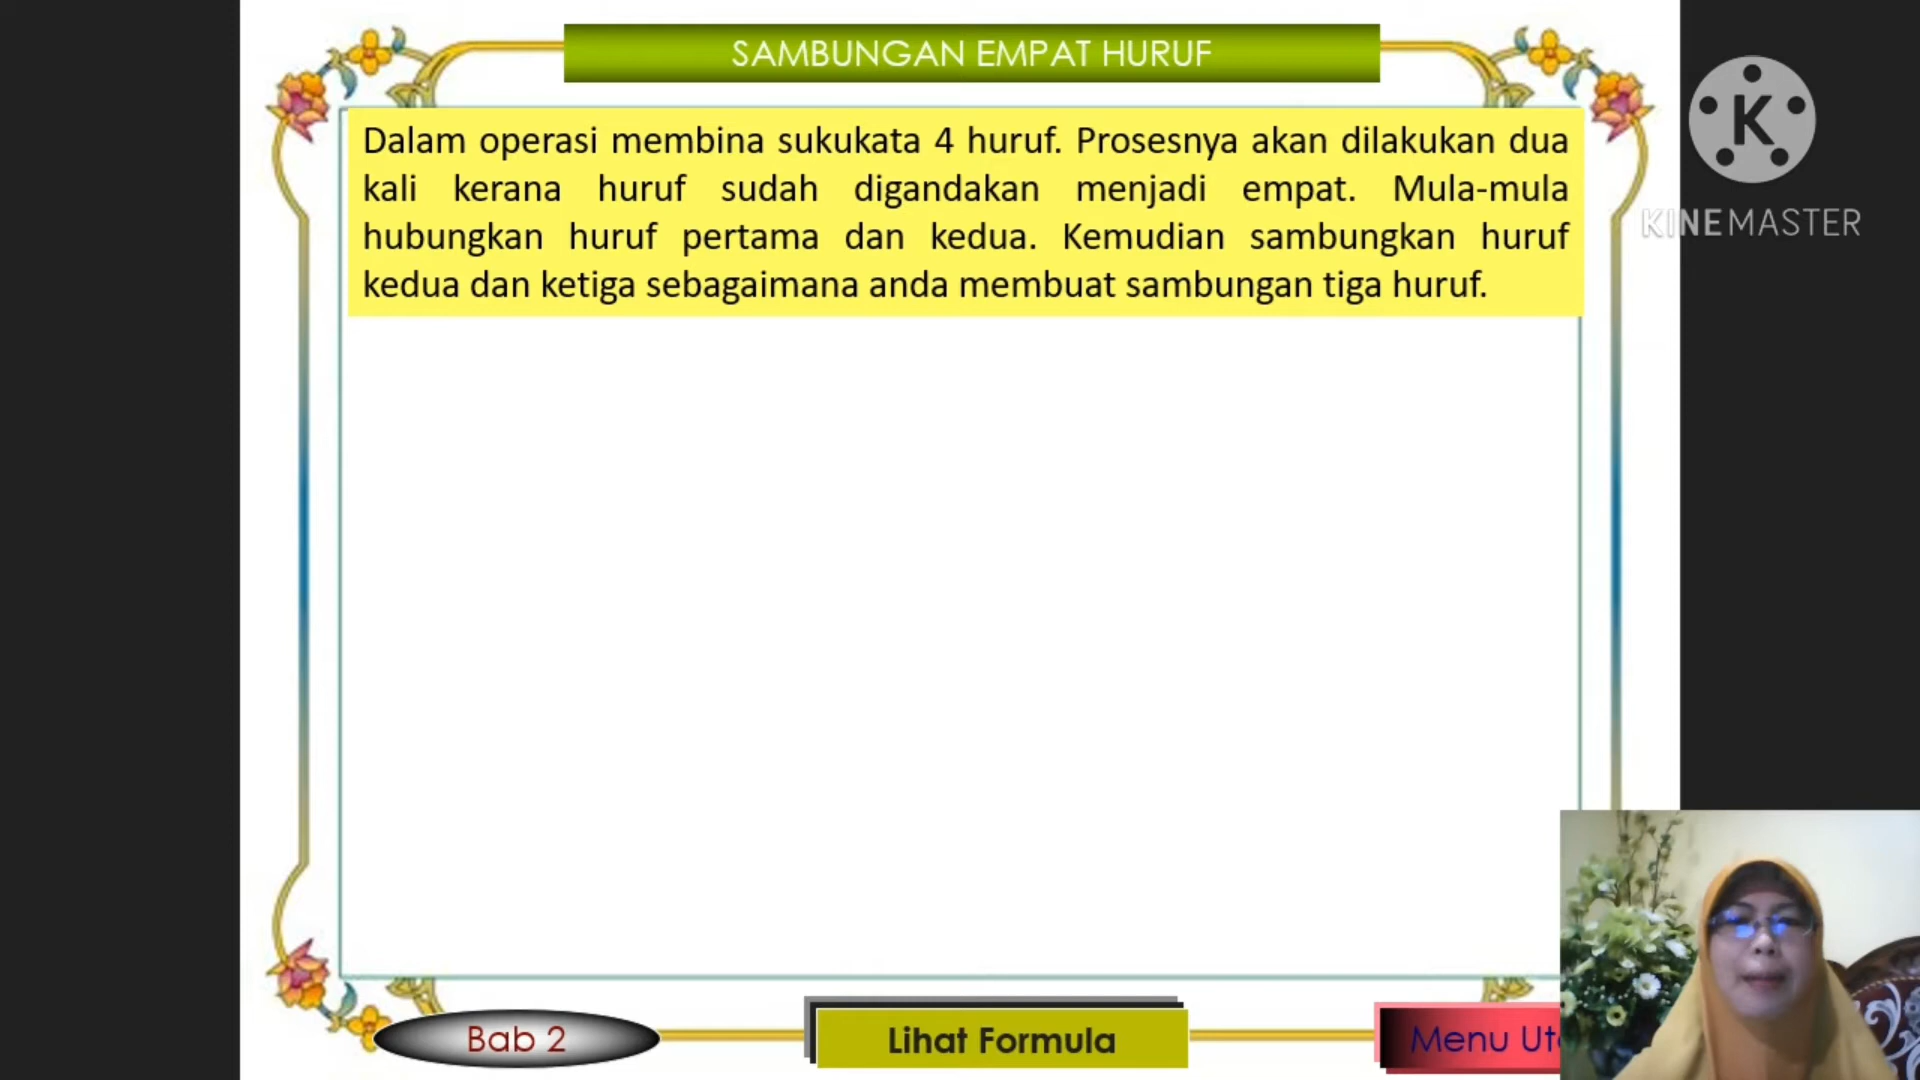 SAMBUNGAN EMPAT HURUF
Dalam operasi membina sukukata 4 huruf. Prosesnya akan dilakukan dua
kali kerana huruf sudah digandakan menjadi empat. Mula-mula
hubungkan huruf pertama dan kedua. Kemudian sambungkan huruf
kedua dan ketiga sebagaimana anda membuat sambungan tiga huruf.
K
KINEMASTER
Bab 2
Lihat Formula
Menu